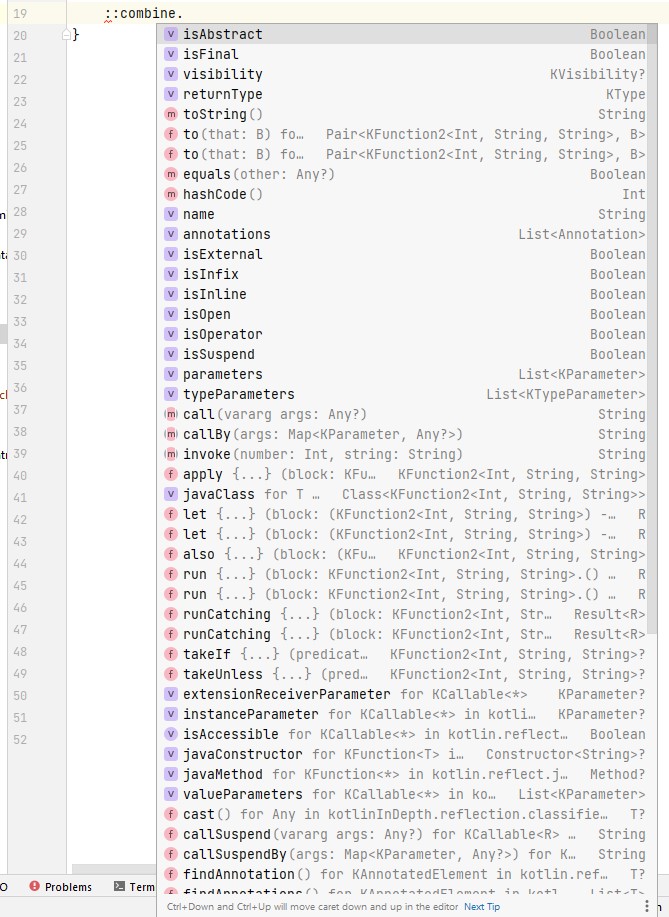 19 ::combine.
20 }
21
22
23
24
25
26
27
28
29
30
31
32
33
34
35
36
37
38
39
40
41
42
43
44
45
46
47
48
49
50
51
52
v isAbstract Boolean
v isFinal Boolean
v visibility KVisibility?
v returnType KType
m toString() String
f to(that: B) fo… Pair<KFunction2<Int, String, String>, B>
f to(that: B) fo… Pair<KFunction2<Int, String, String>, B>
m equals(other: Any?) Boolean
m hashCode() Int
v name String
v annotations List<Annotation>
v isExternal Boolean
v isInfix Boolean
v isInline Boolean
v isOpen Boolean
v isOperator Boolean
v isSuspend Boolean
v parameters List<KParameter>
v typeParameters List<KTypeParameter>
m call(vararg args: Any?) String
m callBy(args: Map<KParameter, Any?>) String
m invoke(number: Int, string: String) String
f apply {...} (block: KFu… KFunction2<Int, String, String>
v javaClass for T … Class<KFunction2<Int, String, String>>
f let {...} (block: (KFunction2<Int, String, String>) -… R
f let {...} (block: (KFunction2<Int, String, String>) -… R
f also {...} (block: (KFu… KFunction2<Int, String, String>
f run {...} (block: KFunction2<Int, String, String>.() … R
f run {...} (block: KFunction2<Int, String, String>.() … R
f runCatching {...} (block: KFunction2<Int, Str… Result<R>
f runCatching {...} (block: KFunction2<Int, Str… Result<R>
f takeIf {...} (predicat… KFunction2<Int, String, String>?
f takeUnless {...} (pred… KFunction2<Int, String, String>?
v extensionReceiverParameter for KCallable<*> KParameter?
v instanceParameter for KCallable<*> in kotli… KParameter?
v isAccessible for KCallable<*> in kotlin.reflect… Boolean
v javaConstructor for KFunction<T> i… Constructor<String>?
v javaMethod for KFunction<*> in kotlin.reflect.j… Method?
v valueParameters for KCallable<*> in ko… List<KParameter>
f cast() for Any in kotlinInDepth.reflection.classifie… T?
f callSuspend(vararg args: Any?) for KCallable<R> … String
f callSuspendBy(args: Map<KParameter, Any?>) for K… String
f findAnnotation() for KAnnotatedElement in kotlin.ref… T?
f findAnnotations() for KAnnotatedElement in kotl… List<T>
Ctrl+Down and Ctrl+Up will move caret down and up in the editor Next Tip
Problems
Term